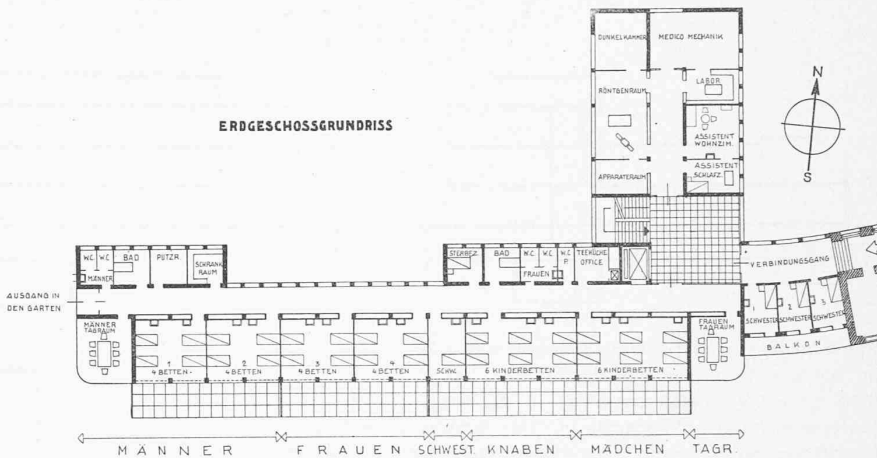 DUNKELKAMMER
MEDICO MECHANIK
LABOR.
RÖNTGENRAUM
ERDGESCHOSSGRUNDRISS
N
ASSISTENT
WOHNZIM.
ASSISTENT
SCHLAFZ.
APPARATERAUM
S
W.C. W.C. BAD PUTZR.
SCHRANK
RAUM
MÄNNER
STERBEZ. BAD W.C. W.C. W.C.
P.
TEEKÜCHE
OFFICE
FRAUEN
VERBINDUNGSGANG
AUSGANG IN
DEN GARTEN
MÄNNER
TAGRAUM
FRAUEN
TAGRAUM
1
SCHWESTER
2
SCHWESTER
3
SCHWESTER
BALKON
1
4 BETTEN
2
4 BETTEN
3
4 BETTEN
4
4 BETTEN
SCHW.
6 KINDERBETTEN
6 KINDERBETTEN
MÄNNER FRAUEN SCHWEST. KNABEN MÄDCHEN TAGR.